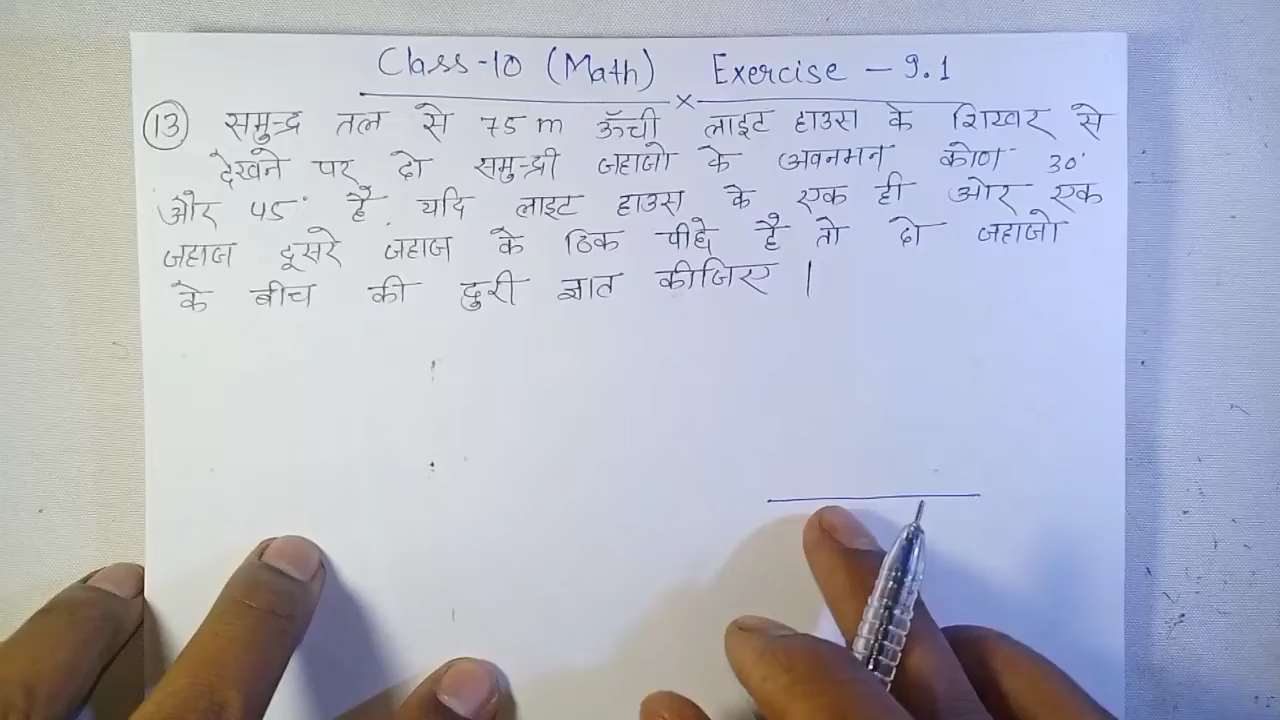 Class-10 (Math) Exercise - 9.1
×
(13) समुन्द्र तल से 75 m ऊँची लाइट हाउस के शिखर से
देखने पर दो समुन्द्री जहाजो के अवनमन कोण 30°
और 45° है. यदि लाइट हाउस के एक ही ओर एक
जहाज दूसरे जहाज के ठिक पीछे है तो दो जहाजो
के बीच की दुरी ज्ञात कीजिए |